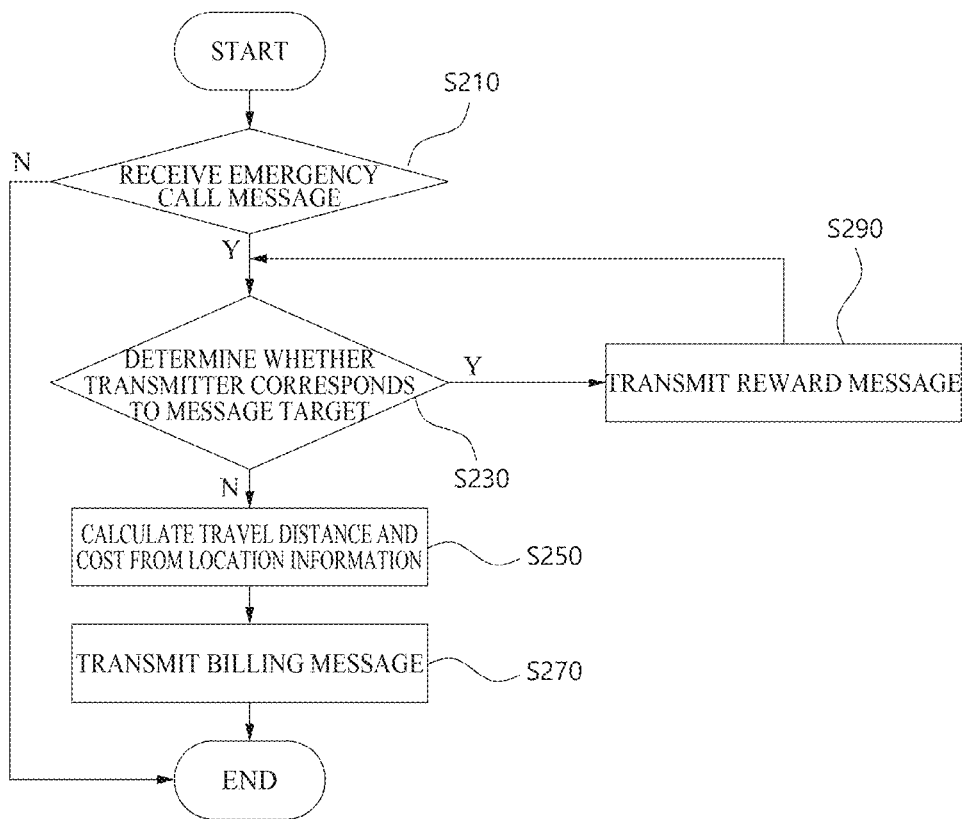 START
S210
N
RECEIVE EMERGENCY
CALL MESSAGE
Y
S290
DETERMINE WHETHER
TRANSMITTER CORRESPONDS
TO MESSAGE TARGET
Y
TRANSMIT REWARD MESSAGE
S230
N
CALCULATE TRAVEL DISTANCE AND
COST FROM LOCATION INFORMATION
S250
TRANSMIT BILLING MESSAGE
S270
END